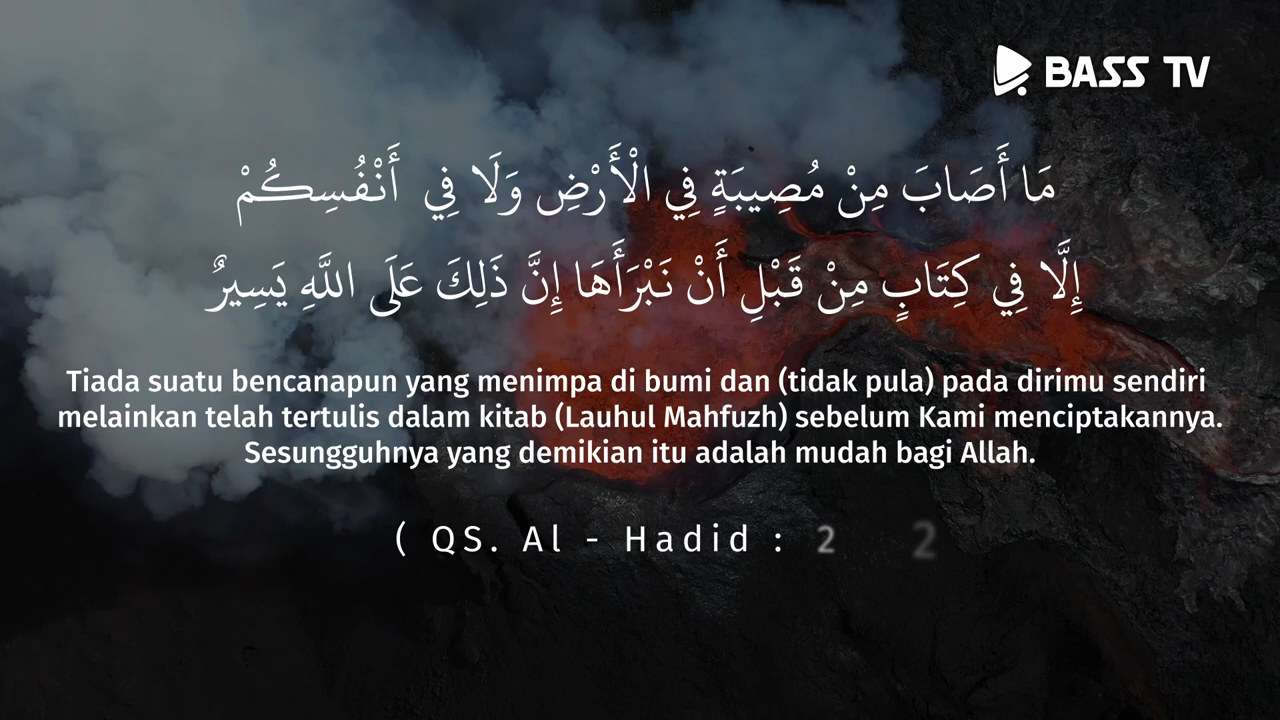 BASS TV
مَا أَصَابَ مِنْ مُصِيبَةٍ فِي الْأَرْضِ وَلَا فِي أَنْفُسِكُمْ
إِلَّا فِي كِتَابٍ مِنْ قَبْلِ أَنْ نَبْرَأَهَا إِنَّ ذَلِكَ عَلَى اللَّهِ يَسِيرٌ
Tiada suatu bencanapun yang menimpa di bumi dan (tidak pula) pada dirimu sendiri
melainkan telah tertulis dalam kitab (Lauhul Mahfuzh) sebelum Kami menciptakannya.
Sesungguhnya yang demikian itu adalah mudah bagi Allah.
( QS. Al - Hadid : 2 2